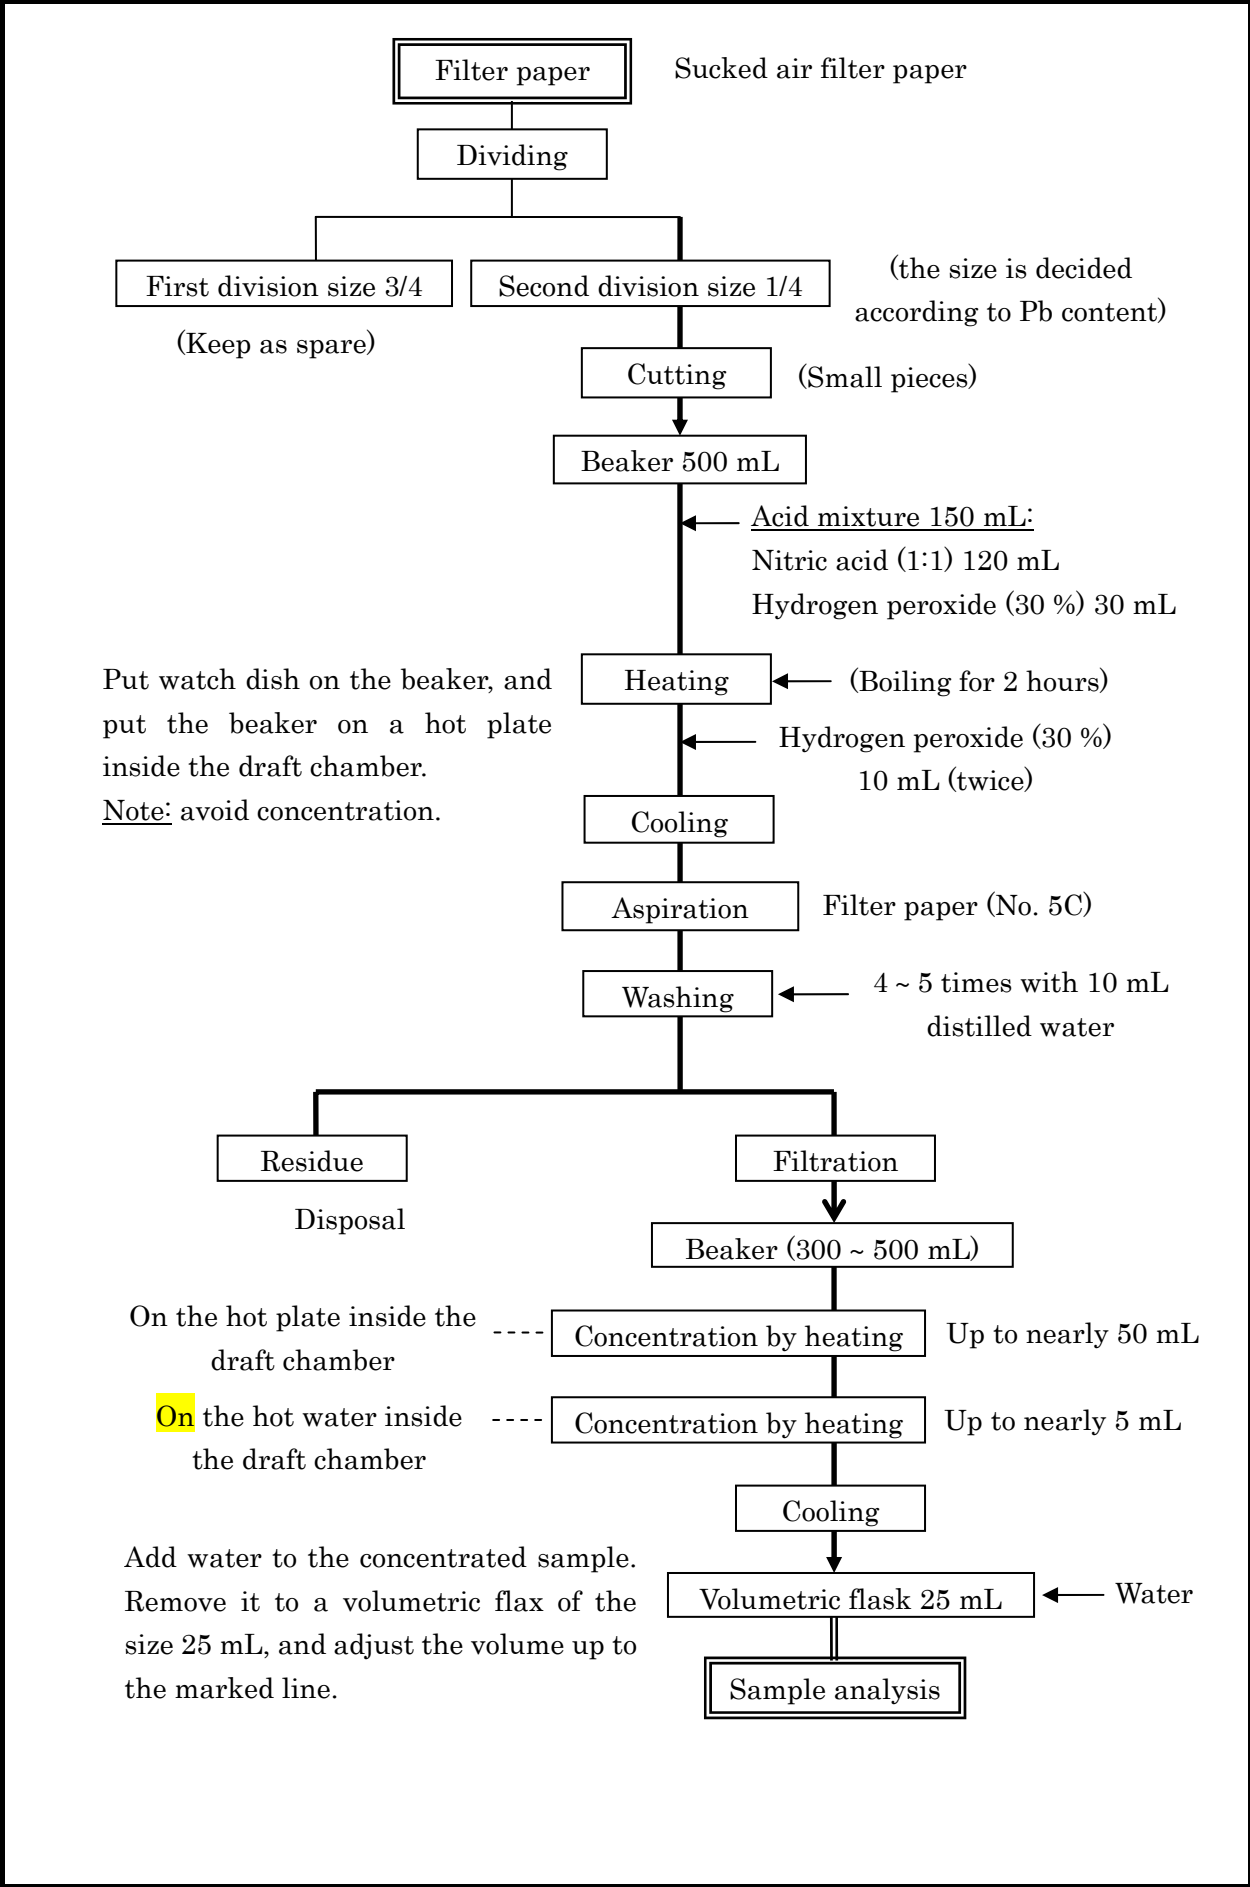 Filter paper
Sucked air filter paper
Dividing
First division size 3/4
Second division size 1/4
(the size is decided
according to Pb content)
(Keep as spare)
Cutting
(Small pieces)
Beaker 500 mL
Acid mixture 150 mL:
Nitric acid (1:1) 120 mL
Hydrogen peroxide (30 %) 30 mL
Put watch dish on the beaker, and
put the beaker on a hot plate
inside the draft chamber.
Note: avoid concentration.
Heating
(Boiling for 2 hours)
Hydrogen peroxide (30 %)
10 mL (twice)
Cooling
Aspiration
Filter paper (No. 5C)
Washing
4 ~ 5 times with 10 mL
distilled water
Residue
Filtration
Disposal
Beaker (300 ~ 500 mL)
On the hot plate inside the
draft chamber
Concentration by heating
Up to nearly 50 mL
On the hot water inside
the draft chamber
Concentration by heating
Up to nearly 5 mL
Cooling
Add water to the concentrated sample.
Remove it to a volumetric flax of the
size 25 mL, and adjust the volume up to
the marked line.
Volumetric flask 25 mL
Water
Sample analysis